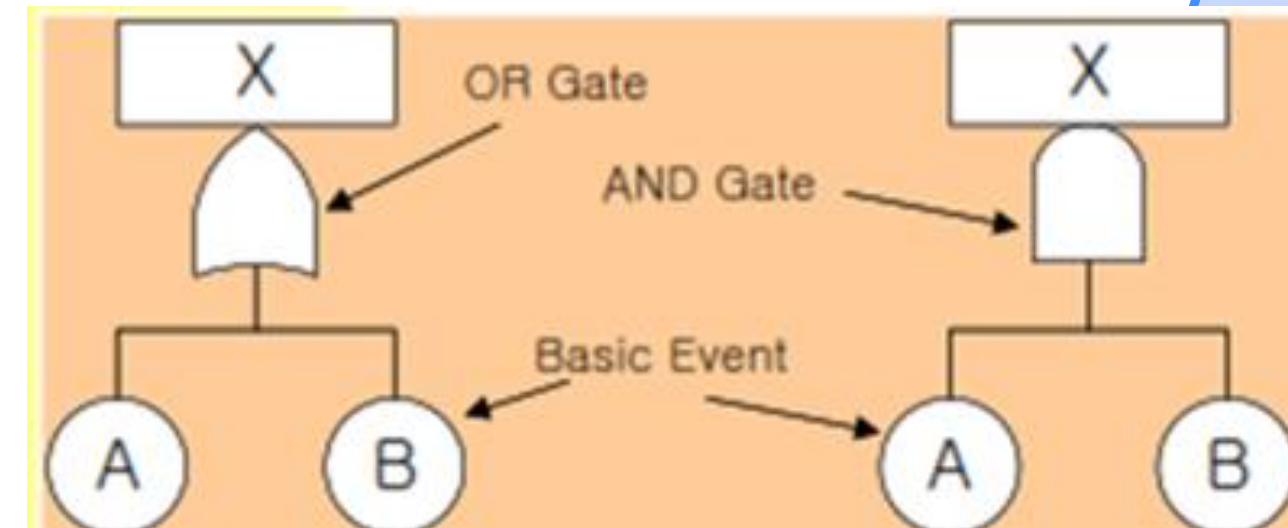 X
X
OR Gate
AND Gate
Basic Event
A
B
A
B